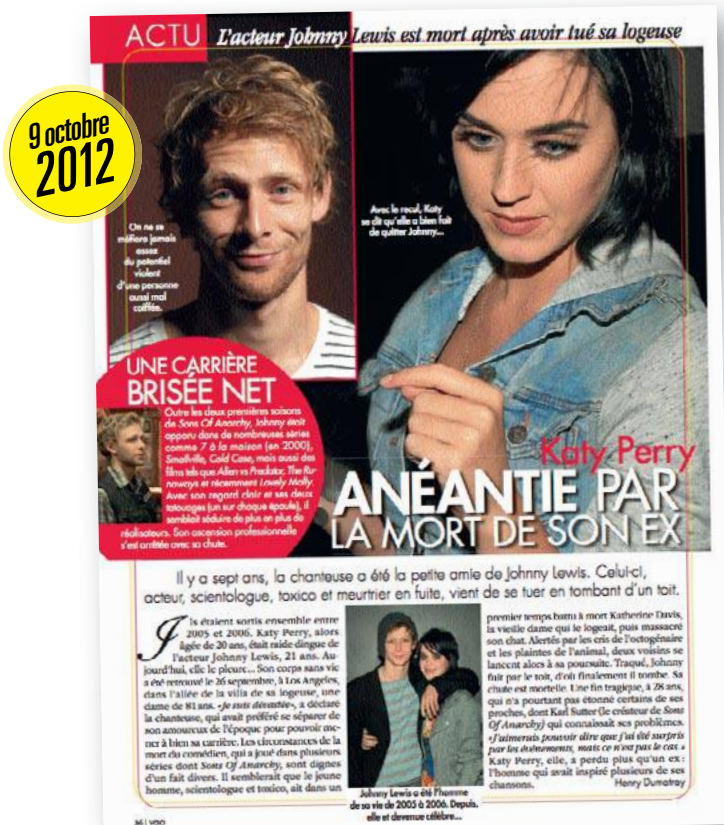 ACTU L'acteur Johnny Lewis est mort après avoir tué sa logeuse
9 octobre
2012
On ne se
méfiera jamais
assez
du potentiel
violent
d'une personne
aussi mal
coiffée.
Avec le recul, Katy
se dit qu'elle a bien fait
de quitter Johnny...
UNE CARRIÈRE
BRISÉE NET
Outre les deux premières saisons
de Sons Of Anarchy, Johnny était
apparu dans de nombreuses séries
comme 7 à la maison (en 2000),
Smallville, Cold Case, mais aussi des
films tels que Alien vs Predator, The Ru-
naways et récemment Lovely Molly.
Avec son regard clair et ses deux
tatouages (un sur chaque épaule), il
semblait séduire de plus en plus de
réalisateurs. Son ascension professionnelle
s'est arrêtée avec sa chute.
Katy Perry
ANÉANTIE PAR
LA MORT DE SON EX
Il y a sept ans, la chanteuse a été la petite amie de Johnny Lewis. Celui-ci,
acteur, scientologue, toxico et meurtrier en fuite, vient de se tuer en tombant d'un toit.
Ils étaient sortis ensemble entre
2005 et 2006. Katy Perry, alors
âgée de 20 ans, était raide dingue de
l'acteur Johnny Lewis, 21 ans. Au-
jourd'hui, elle le pleure... Son corps sans vie
a été retrouvé le 26 septembre, à Los Angeles,
dans l'allée de la villa de sa logeuse, une
dame de 81 ans. «Je suis dévastée», a déclaré
la chanteuse, qui avait préféré se séparer de
son amoureux de l'époque pour pouvoir me-
ner à bien sa carrière. Les circonstances de la
mort du comédien, qui a joué dans plusieurs
séries dont Sons Of Anarchy, sont dignes
d'un fait divers. Il semblerait que le jeune
homme, scientologue et toxico, ait dans un
Johnny Lewis a été l'homme
de sa vie de 2005 à 2006. Depuis,
elle est devenue célèbre...
premier temps battu à mort Katherine Davis,
la vieille dame qui le logeait, puis massacré
son chat. Alertés par les cris de l'octogénaire
et les plaintes de l'animal, deux voisins se
lancent alors à sa poursuite. Traqué, Johnny
fuit par le toit, d'où finalement il tombe. Sa
chute est mortelle. Une fin tragique, à 28 ans,
qui n'a pourtant pas étonné certains de ses
proches, dont Karl Sutter (le créateur de Sons
Of Anarchy) qui connaissait ses problèmes.
«J'aimerais pouvoir dire que j'ai été surpris
par les événements, mais ce n'est pas le cas.»
Katy Perry, elle, a perdu plus qu'un ex :
l'homme qui avait inspiré plusieurs de ses
chansons. Henry Dumatray